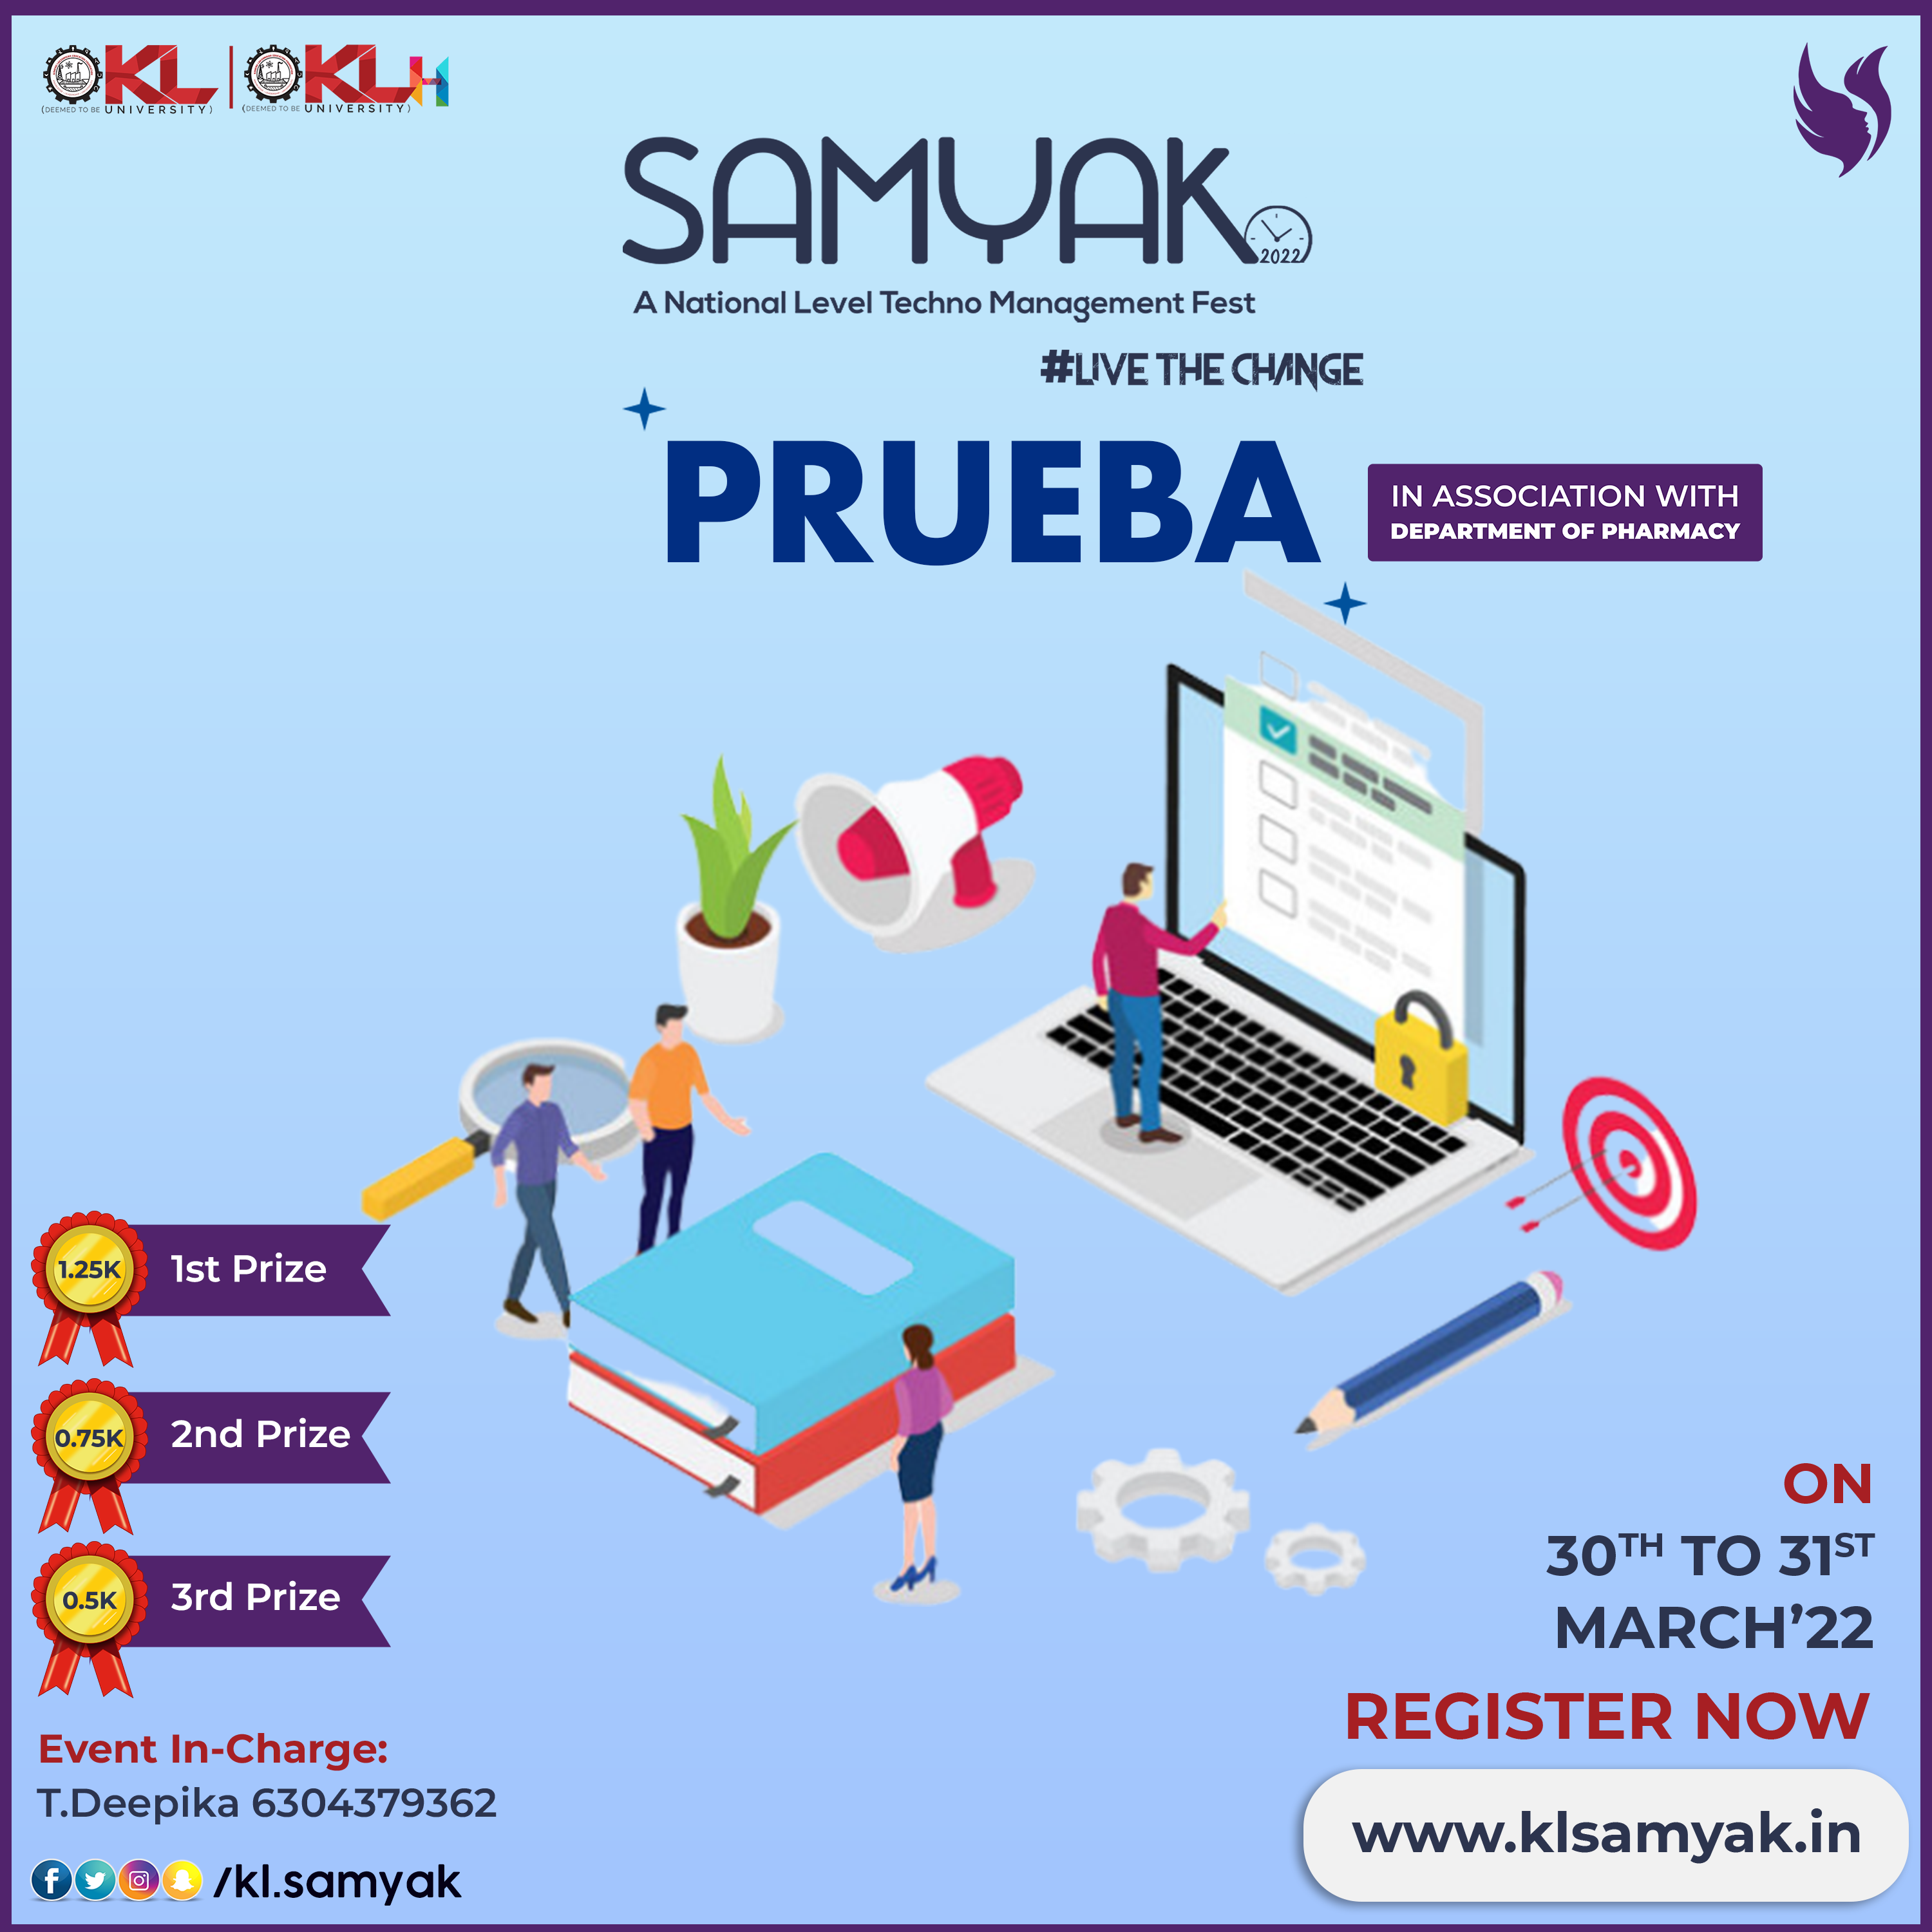 KL | KLH
(DEEMED TO BE UNIVERSITY) (DEEMED TO BE UNIVERSITY)
SAMYAK
2022
A National Level Techno Management Fest
#LIVE THE CHANGE
PRUEBA
IN ASSOCIATION WITH
DEPARTMENT OF PHARMACY
1.25K 1st Prize
0.75K 2nd Prize
0.5K 3rd Prize
Event In-Charge:
T.Deepika 6304379362
/kl.samyak
ON
30TH TO 31ST
MARCH’22
REGISTER NOW
www.klsamyak.in